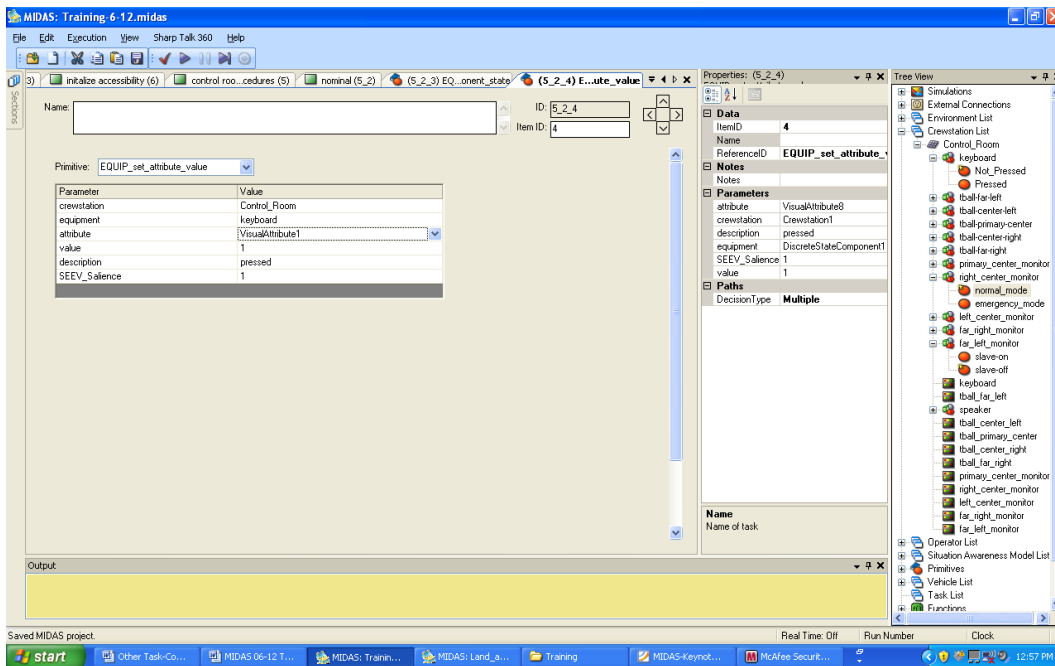 MIDAS: Training-6-12.midas
File Edit Execution View Sharp Talk 360 Help
3) initalize accessibility (6) control roo...cedures (5) nominal (5_2) (5_2_3) EQ...onent_state (5_2_4) E...ute_value
Sections
Name:
ID: 5_2_4
Item ID: 4
Primitive: EQUIP_set_attribute_value
Parameter Value
crewstation Control_Room
equipment keyboard
attribute VisualAttribute1
value 1
description pressed
SEEV_Salience 1
Properties: (5_2_4)
Data
ItemID 4
Name
ReferenceID EQUIP_set_attribute_
Notes
Notes
Parameters
attribute VisualAttribute8
crewstation Crewstation1
description pressed
equipment DiscreteStateComponent1
SEEV_Salience 1
value 1
Paths
DecisionType Multiple
Name
Name of task
Tree View
Simulations
External Connections
Environment List
Crewstation List
Control_Room
keyboard
Not_Pressed
Pressed
tball-far-left
tball-center-left
tball-primary-center
tball-center-right
tball-far-right
primary_center_monitor
right_center_monitor
normal_mode
emergency_mode
left_center_monitor
far_right_monitor
far_left_monitor
slave-on
slave-off
keyboard
tball_far_left
speaker
tball_center_left
tball_primary_center
tball_center_right
tball_far_right
primary_center_monitor
right_center_monitor
left_center_monitor
far_right_monitor
far_left_monitor
Operator List
Situation Awareness Model List
Primitives
Vehicle List
Task List
Functions
Output
Saved MIDAS project.
Real Time: Off Run Number Clock
start Other Task-Co... MIDAS 06-12 T... MIDAS: Trainin... MIDAS: Land_a... Training MIDAS-Keynot... McAfee Securit... 12:57 PM